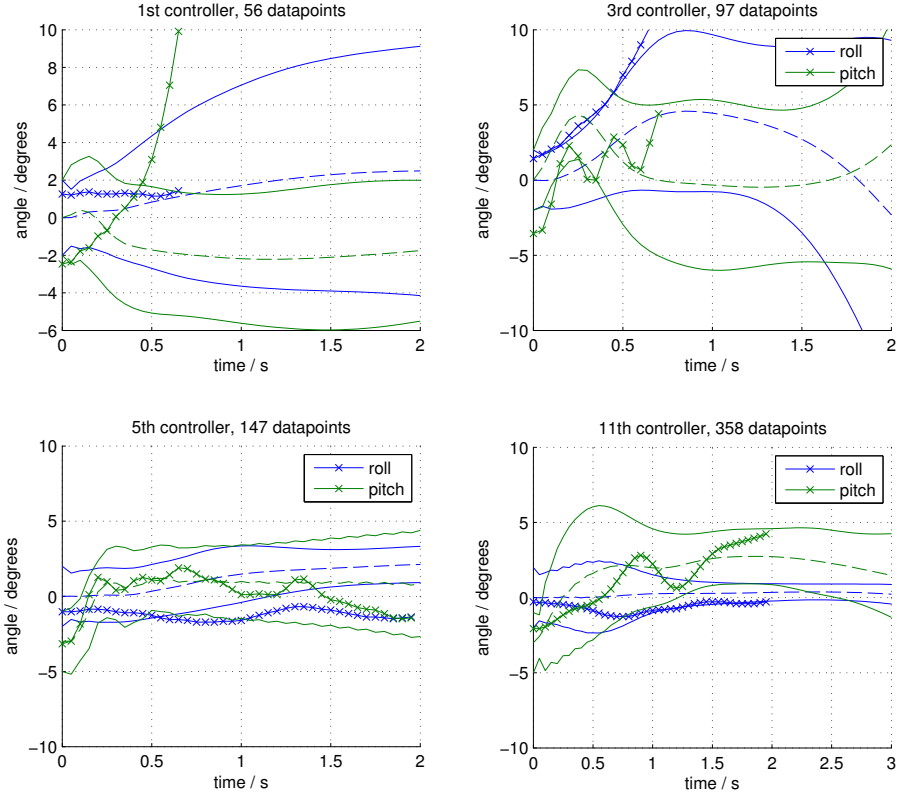 1st controller, 56 datapoints
10
8
6
4
2
0
−2
−4
−6
angle / degrees
0 0.5 1 1.5 2
time / s
3rd controller, 97 datapoints
roll
pitch
10
5
0
−5
−10
angle / degrees
0 0.5 1 1.5 2
time / s
5th controller, 147 datapoints
roll
pitch
10
5
0
−5
−10
angle / degrees
0 0.5 1 1.5 2
time / s
11th controller, 358 datapoints
roll
pitch
10
5
0
−5
−10
angle / degrees
0 0.5 1 1.5 2 2.5 3
time / s